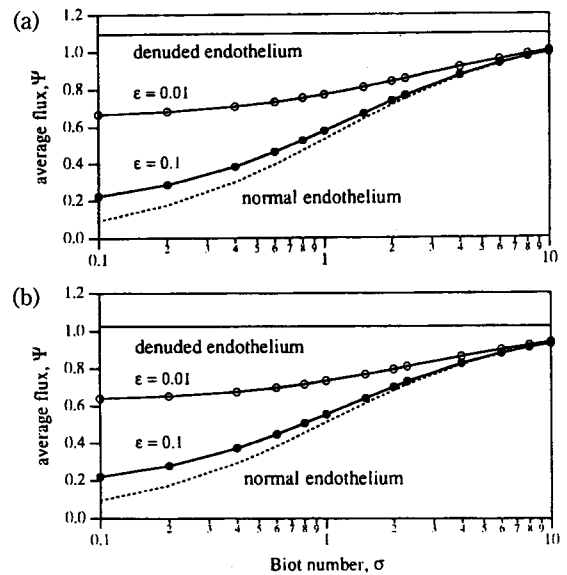 (a)
1.2
1.0
0.8
0.6
0.4
0.2
0.0
average flux, Ψ
denuded endothelium
ε = 0.01
ε = 0.1
normal endothelium
0.1 2 3 4 5 6 7 8 9 1 2 3 4 5 6 7 8 9 10
(b)
1.2
1.0
0.8
0.6
0.4
0.2
0.0
average flux, Ψ
denuded endothelium
ε = 0.01
ε = 0.1
normal endothelium
0.1 2 3 4 5 6 7 8 9 1 2 3 4 5 6 7 8 9 10
Biot number, σ